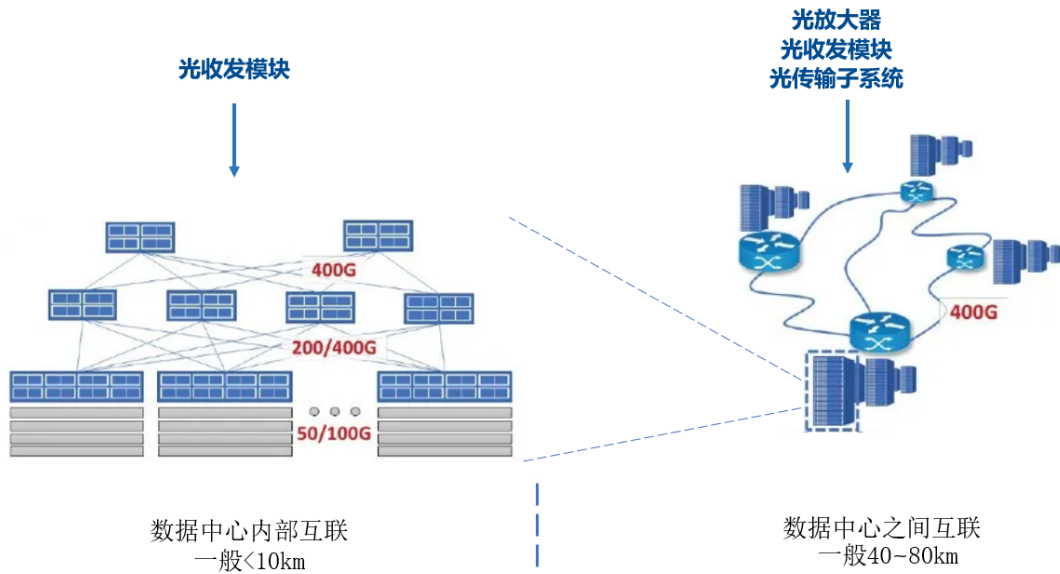 光收发模块
400G
200/400G
50/100G
数据中心内部互联
一般<10km
光放大器
光收发模块
光传输子系统
400G
数据中心之间互联
一般40~80km